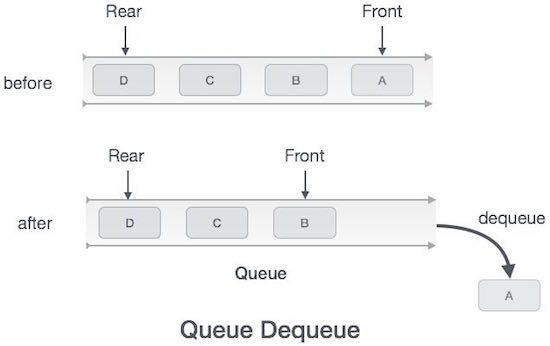 Rear Front
before D C B A
Rear Front
after D C B dequeue
Queue
A
Queue Dequeue